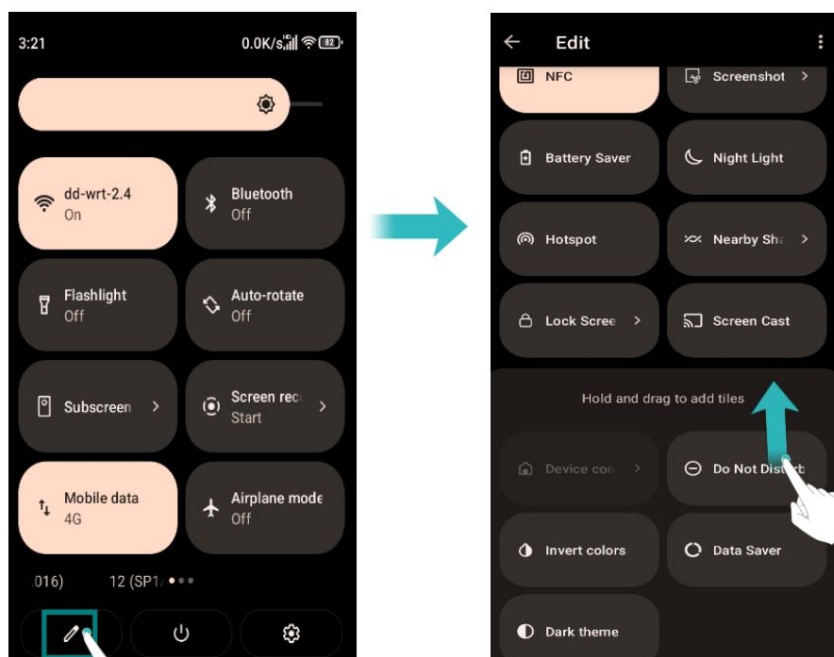 3:21
0.0K/s
82
dd-wrt-2.4
On
Bluetooth
Off
Flashlight
Off
Auto-rotate
Off
Subscreen
Screen rec
Start
Mobile data
4G
Airplane mode
Off
.016)
12 (SP1/
Edit
NFC
Screenshot
Battery Saver
Night Light
Hotspot
Nearby Sha
Lock Scree
Screen Cast
Hold and drag to add tiles
Device con
Do Not Disturb
Invert colors
Data Saver
Dark theme